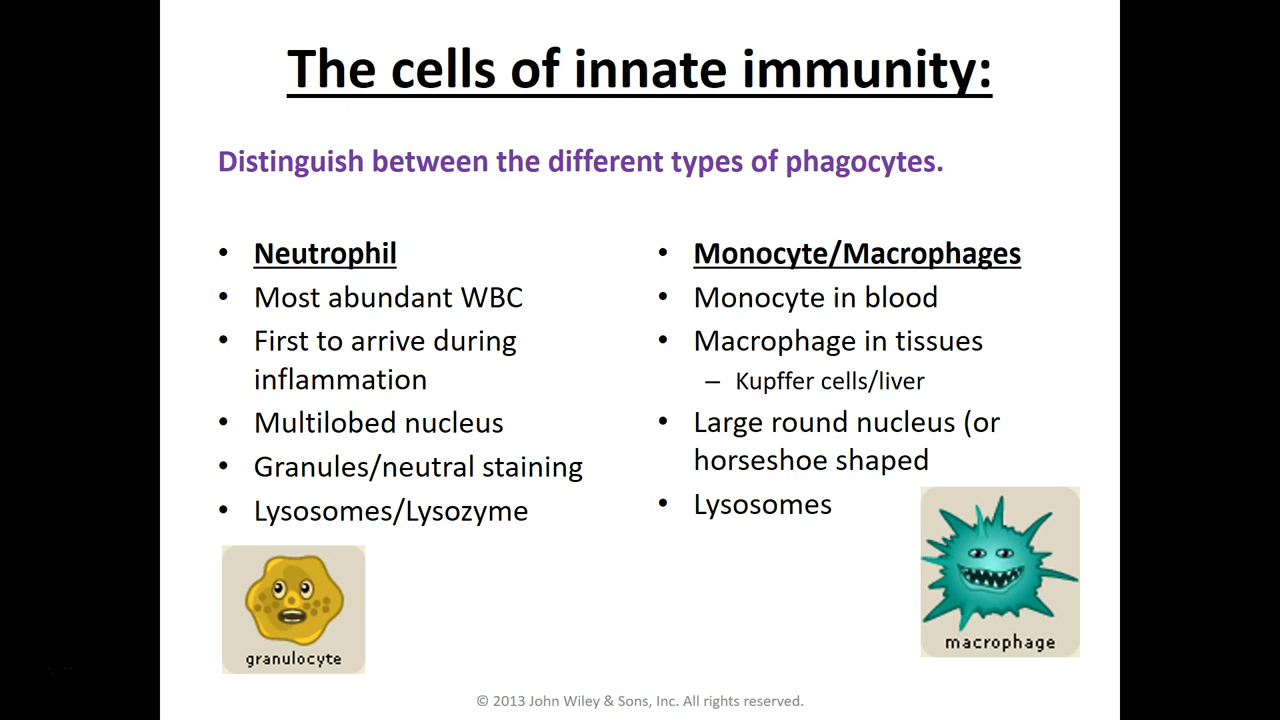 The cells of innate immunity:
Distinguish between the different types of phagocytes.
• Neutrophil
• Most abundant WBC
• First to arrive during
inflammation
• Multilobed nucleus
• Granules/neutral staining
• Lysosomes/Lysozyme
granulocyte
• Monocyte/Macrophages
• Monocyte in blood
• Macrophage in tissues
– Kupffer cells/liver
• Large round nucleus (or
horseshoe shaped
• Lysosomes
macrophage
© 2013 John Wiley & Sons, Inc. All rights reserved.